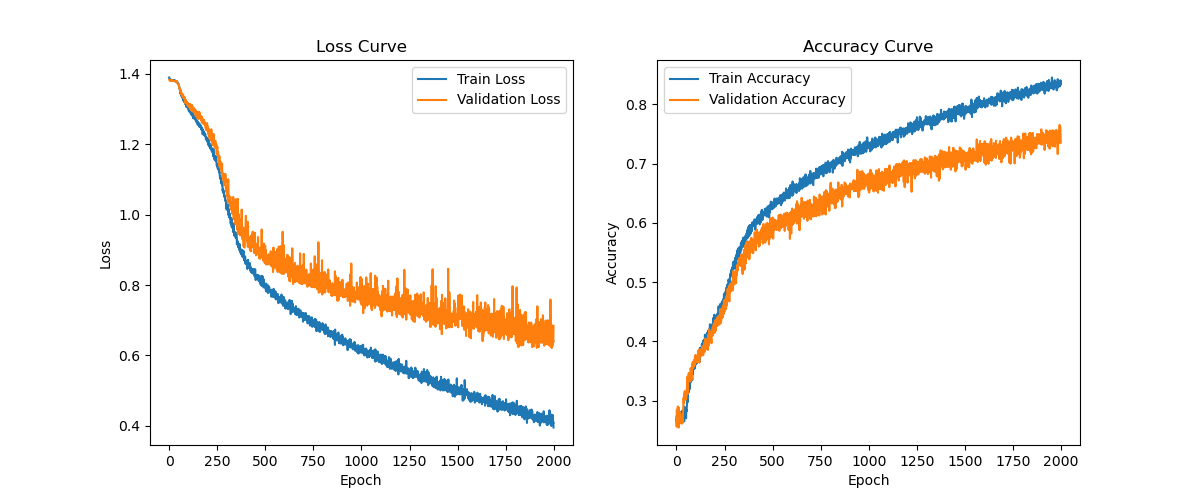 Loss Curve
Train Loss
Validation Loss
Loss
1.4
1.2
1.0
0.8
0.6
0.4
0 250 500 750 1000 1250 1500 1750 2000
Epoch
Accuracy Curve
Train Accuracy
Validation Accuracy
Accuracy
0.8
0.7
0.6
0.5
0.4
0.3
0 250 500 750 1000 1250 1500 1750 2000
Epoch